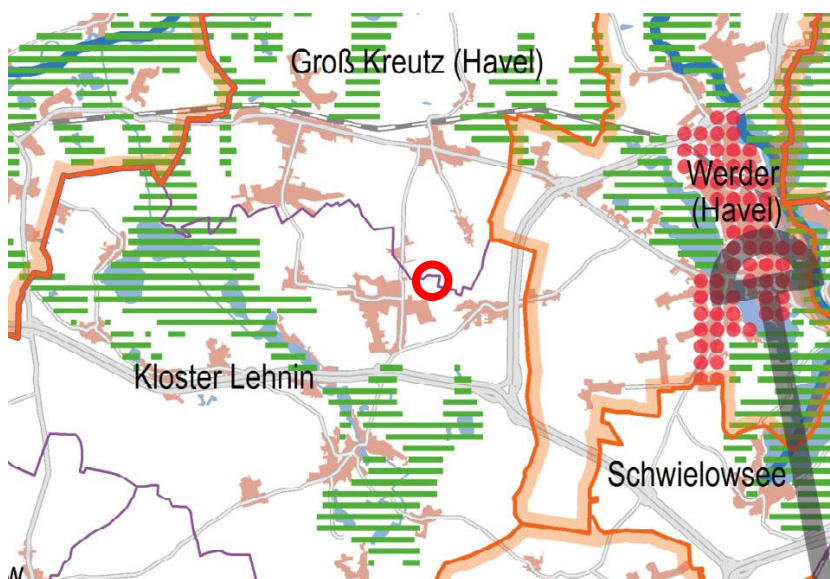 Groß Kreutz (Havel)
Werder
(Havel)
Kloster Lehnin
Schwielowsee
w